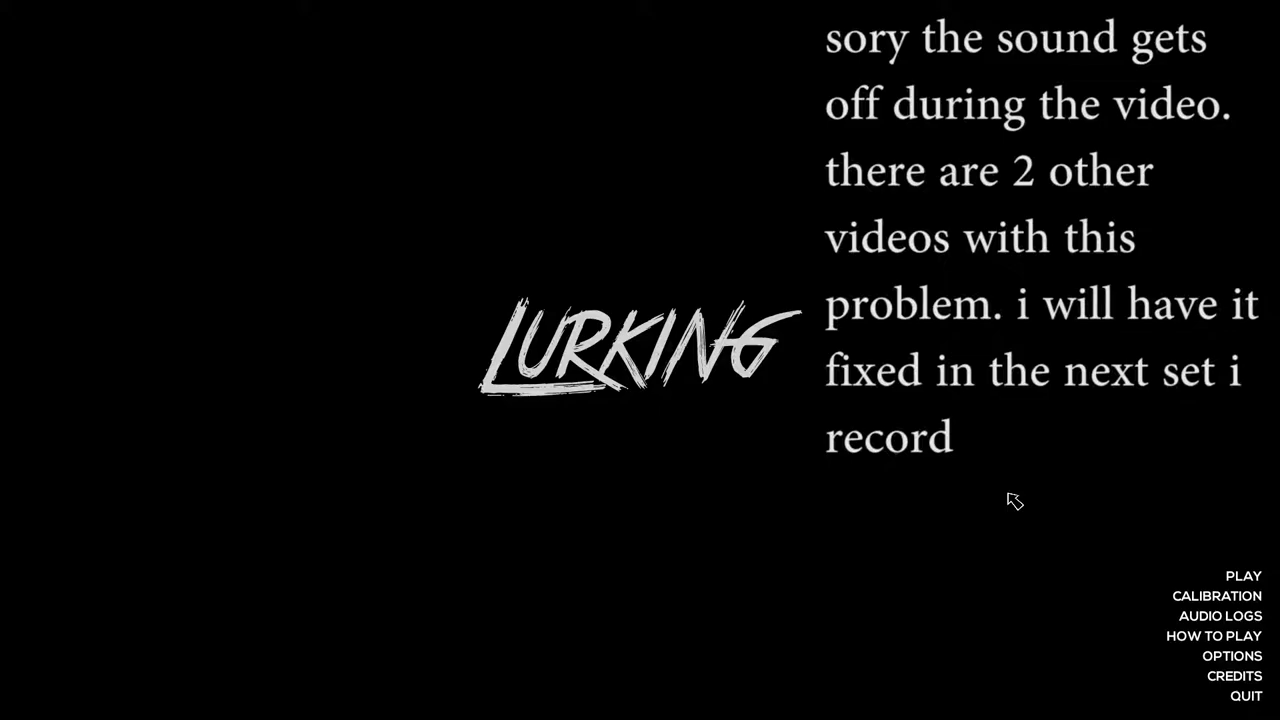 sory the sound gets
off during the video.
there are 2 other
videos with this
problem. i will have it
fixed in the next set i
record
LURKING
PLAY
CALIBRATION
AUDIO LOGS
HOW TO PLAY
OPTIONS
CREDITS
QUIT